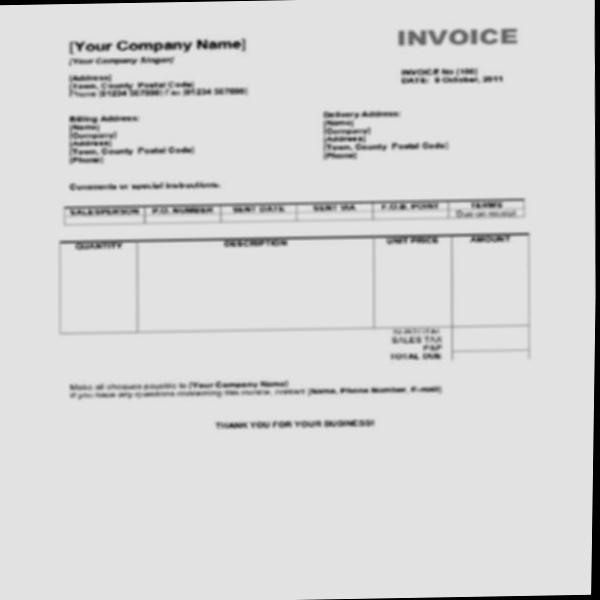 [Your Company Name]
INVOICE
[Your Company Slogan]
INVOICE No [100]
DATE: 9 October, 2011
[Address]
[Town, County Postal Code]
Phone [01234 567890] Fax [01234 567890]
Billing Address:
[Name]
[Company]
[Address]
[Town, County Postal Code]
[Phone]
Delivery Address:
[Name]
[Company]
[Address]
[Town, County Postal Code]
[Phone]
Comments or special instructions:
SALESPERSON P.O. NUMBER SENT DATE SENT VIA F.O.B. POINT TERMS
Due on receipt
QUANTITY DESCRIPTION UNIT PRICE AMOUNT
SUBTOTAL
SALES TAX
P&P
TOTAL DUE
Make all cheques payable to [Your Company Name]
If you have any questions concerning this invoice, contact [Name, Phone Number, E-mail]
THANK YOU FOR YOUR BUSINESS!